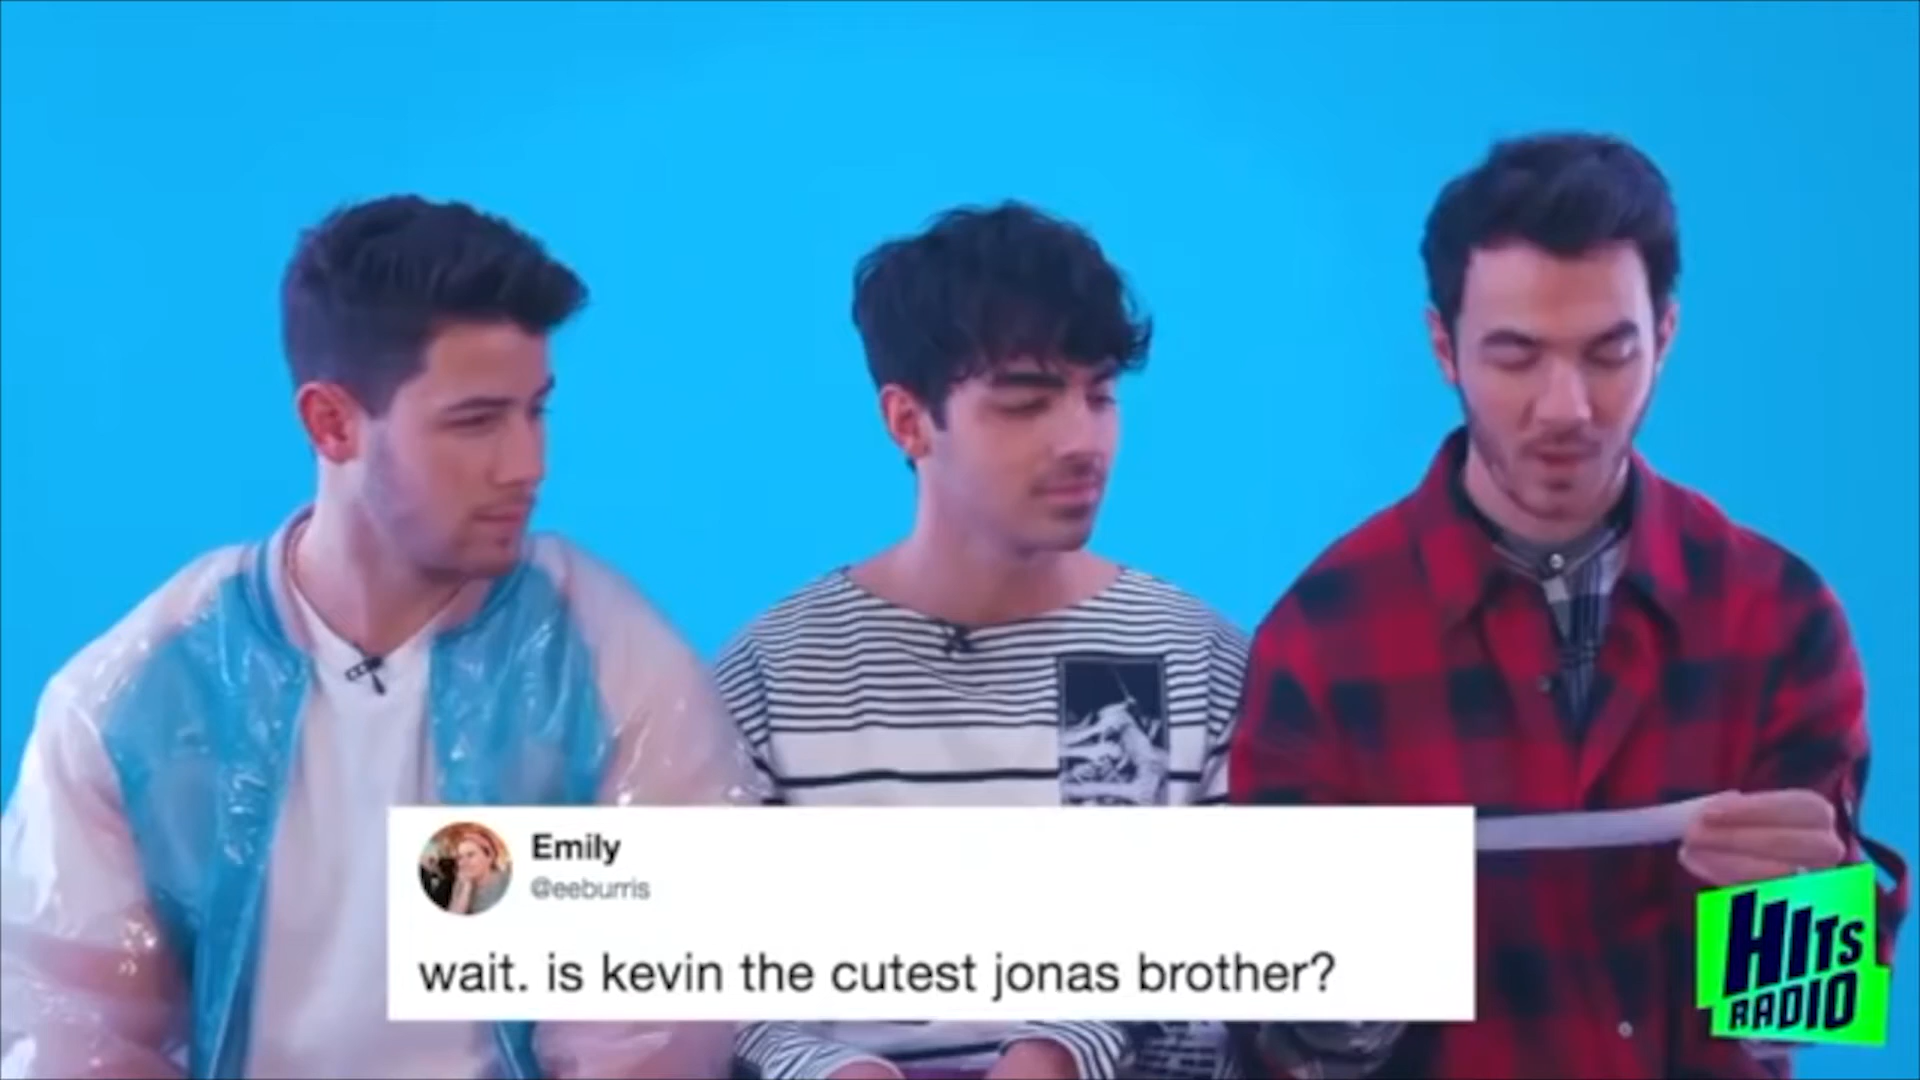 Emily
@eeburris
wait. is kevin the cutest jonas brother?
HITS
RADIO